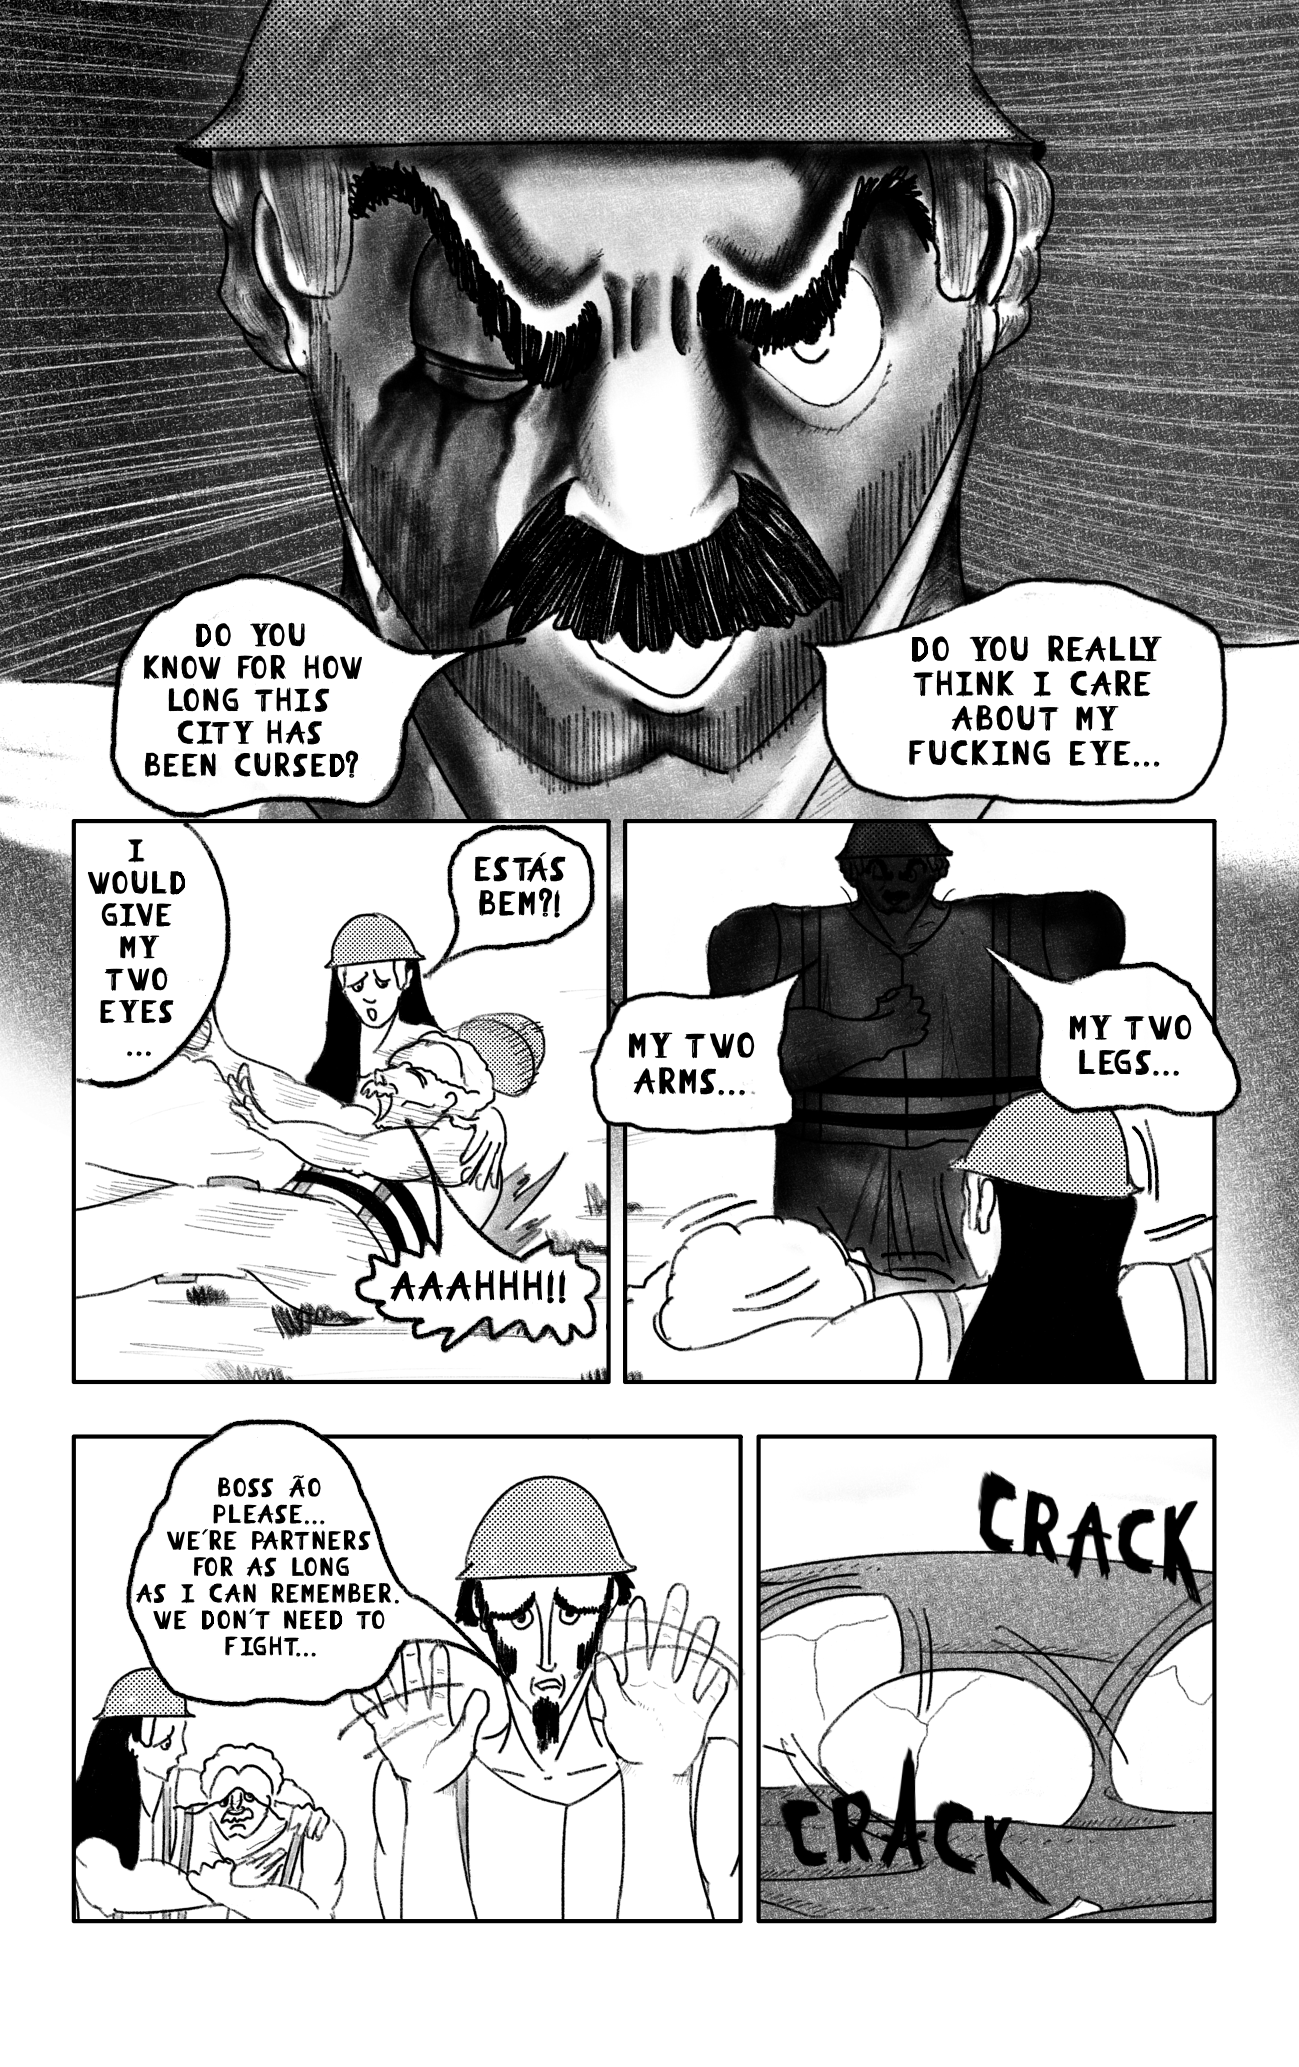 DO YOU
KNOW FOR HOW
LONG THIS
CITY HAS
BEEN CURSED?
DO YOU REALLY
THINK I CARE
ABOUT MY
FUCKING EYE...
I
WOULD
GIVE
MY
TWO
EYES
...
ESTÁS
BEM?!
AAAHHH!!
MY TWO
ARMS...
MY TWO
LEGS...
BOSS ÃO
PLEASE...
WE'RE PARTNERS
FOR AS LONG
AS I CAN REMEMBER.
WE DON'T NEED TO
FIGHT...
CRACK
CRACK